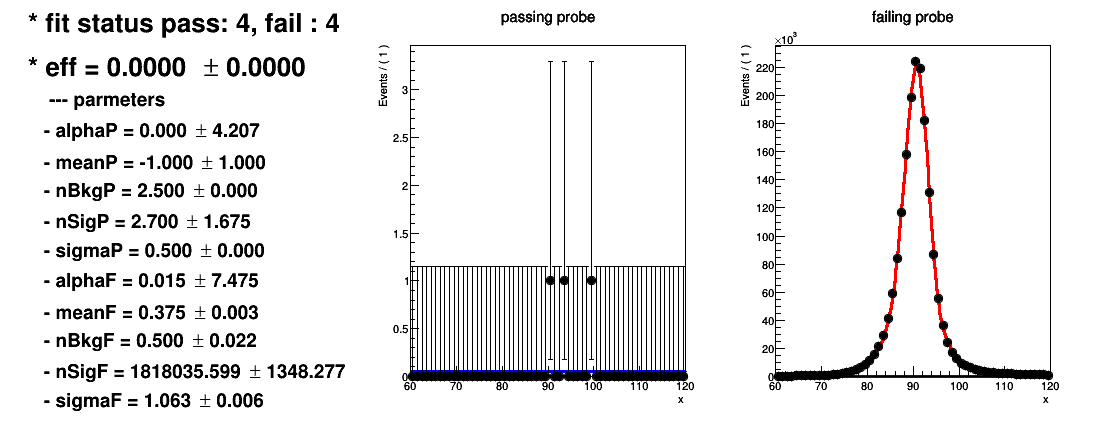 * fit status pass: 4, fail : 4
* eff = 0.0000 ± 0.0000
--- parmeters
- alphaP = 0.000 ± 4.207
- meanP = -1.000 ± 1.000
- nBkgP = 2.500 ± 0.000
- nSigP = 2.700 ± 1.675
- sigmaP = 0.500 ± 0.000
- alphaF = 0.015 ± 7.475
- meanF = 0.375 ± 0.003
- nBkgF = 0.500 ± 0.022
- nSigF = 1818035.599 ± 1348.277
- sigmaF = 1.063 ± 0.006
passing probe
Events / ( 1 )
3
2.5
2
1.5
1
0.5
0
60 70 80 90 100 110 120
x
failing probe
×10³
Events / ( 1 )
220
200
180
160
140
120
100
80
60
40
20
0
60 70 80 90 100 110 120
x